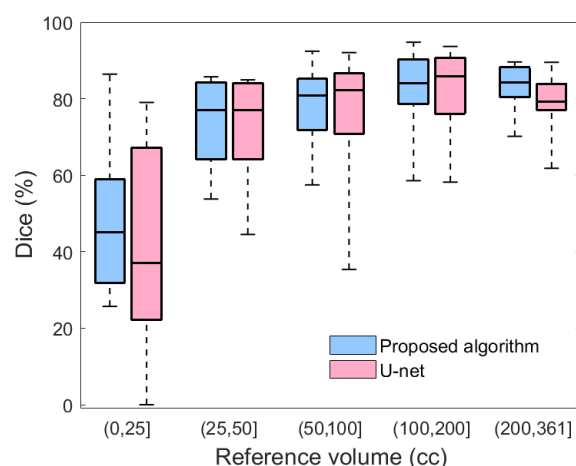 100
80
60
40
20
0
Dice (%)
Proposed algorithm
U-net
(0,25]
(25,50]
(50,100]
(100,200]
(200,361]
Reference volume (cc)